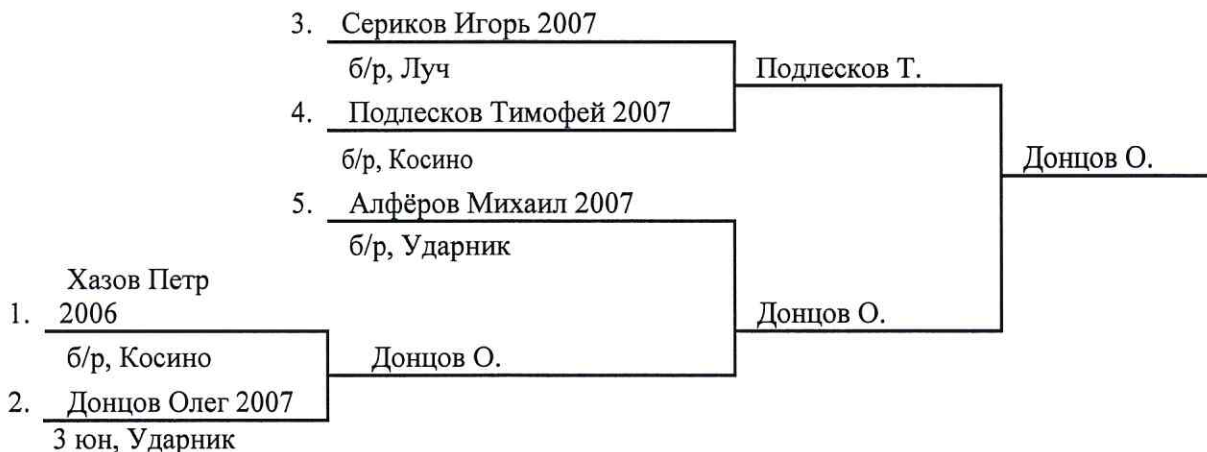 3. Сериков Игорь 2007
б/р, Луч
Подлесков Т.
4. Подлесков Тимофей 2007
б/р, Косино
Донцов О.
5. Алфёров Михаил 2007
б/р, Ударник
Хазов Петр
1. 2006
Донцов О.
б/р, Косино
Донцов О.
2. Донцов Олег 2007
3 юн, Ударник